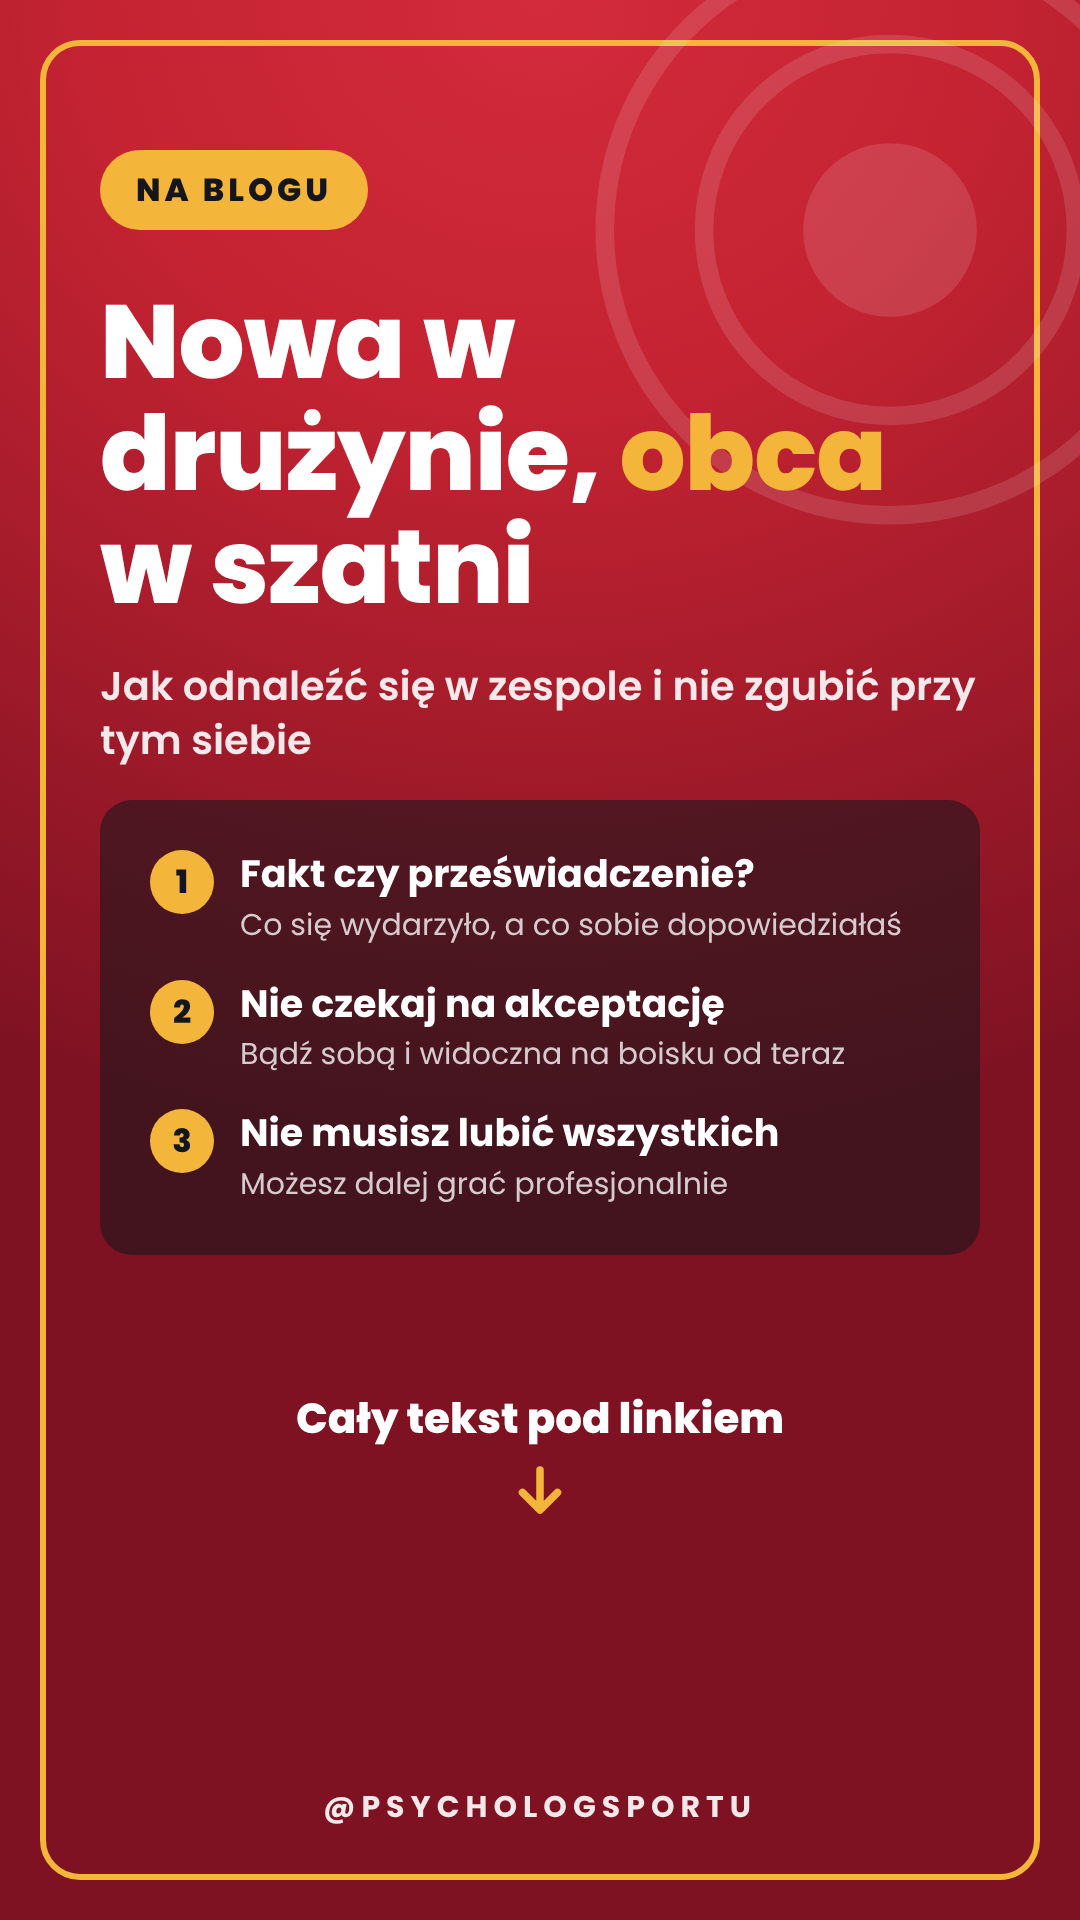 NA BLOGU
Nowa w
drużynie, obca
w szatni
Jak odnaleźć się w zespole i nie zgubić przy
tym siebie
1 Fakt czy przeświadczenie?
Co się wydarzyło, a co sobie dopowiedziałaś
2 Nie czekaj na akceptację
Bądź sobą i widoczna na boisku od teraz
3 Nie musisz lubić wszystkich
Możesz dalej grać profesjonalnie
Cały tekst pod linkiem
@PSYCHOLOGSPORTU